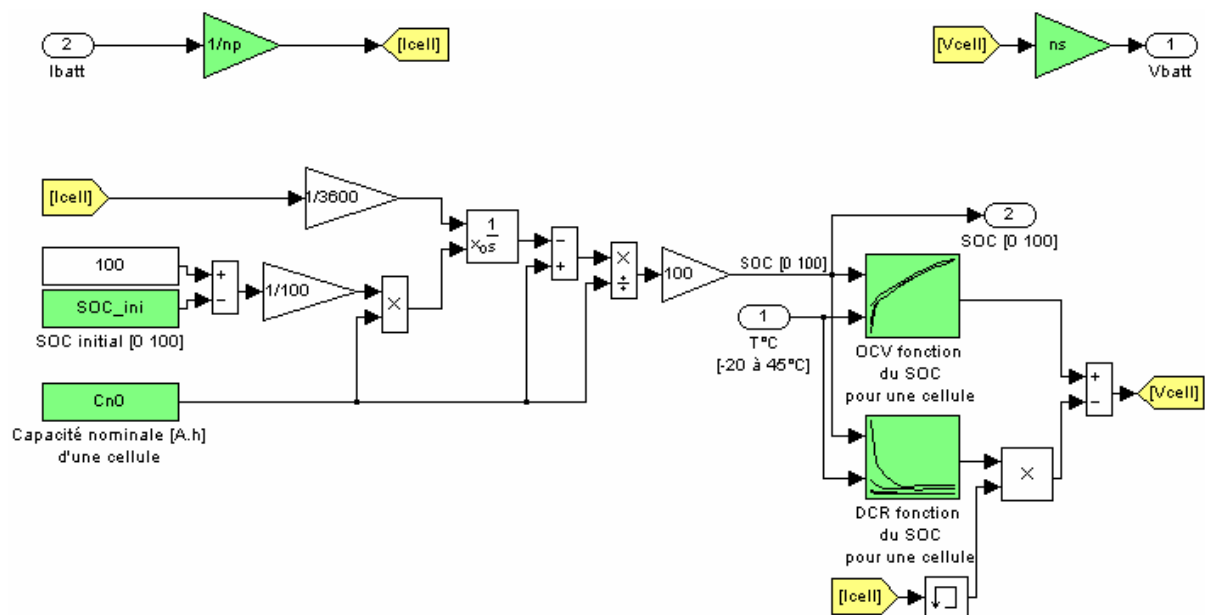 2
Ibatt
1/np
[Icell]
[Vcell]
ns
1
Vbatt
[Icell]
1/3600
100
SOC_ini
SOC initial [0 100]
+
−
1/100
×
1
s
xo
−
+
×
÷
100
SOC [0 100]
2
SOC [0 100]
1
T°C
[-20 à 45°C]
OCV fonction
du SOC
pour une cellule
Cn0
Capacité nominale [A.h]
d'une cellule
DCR fonction
du SOC
pour une cellule
×
+
−
[Vcell]
[Icell]